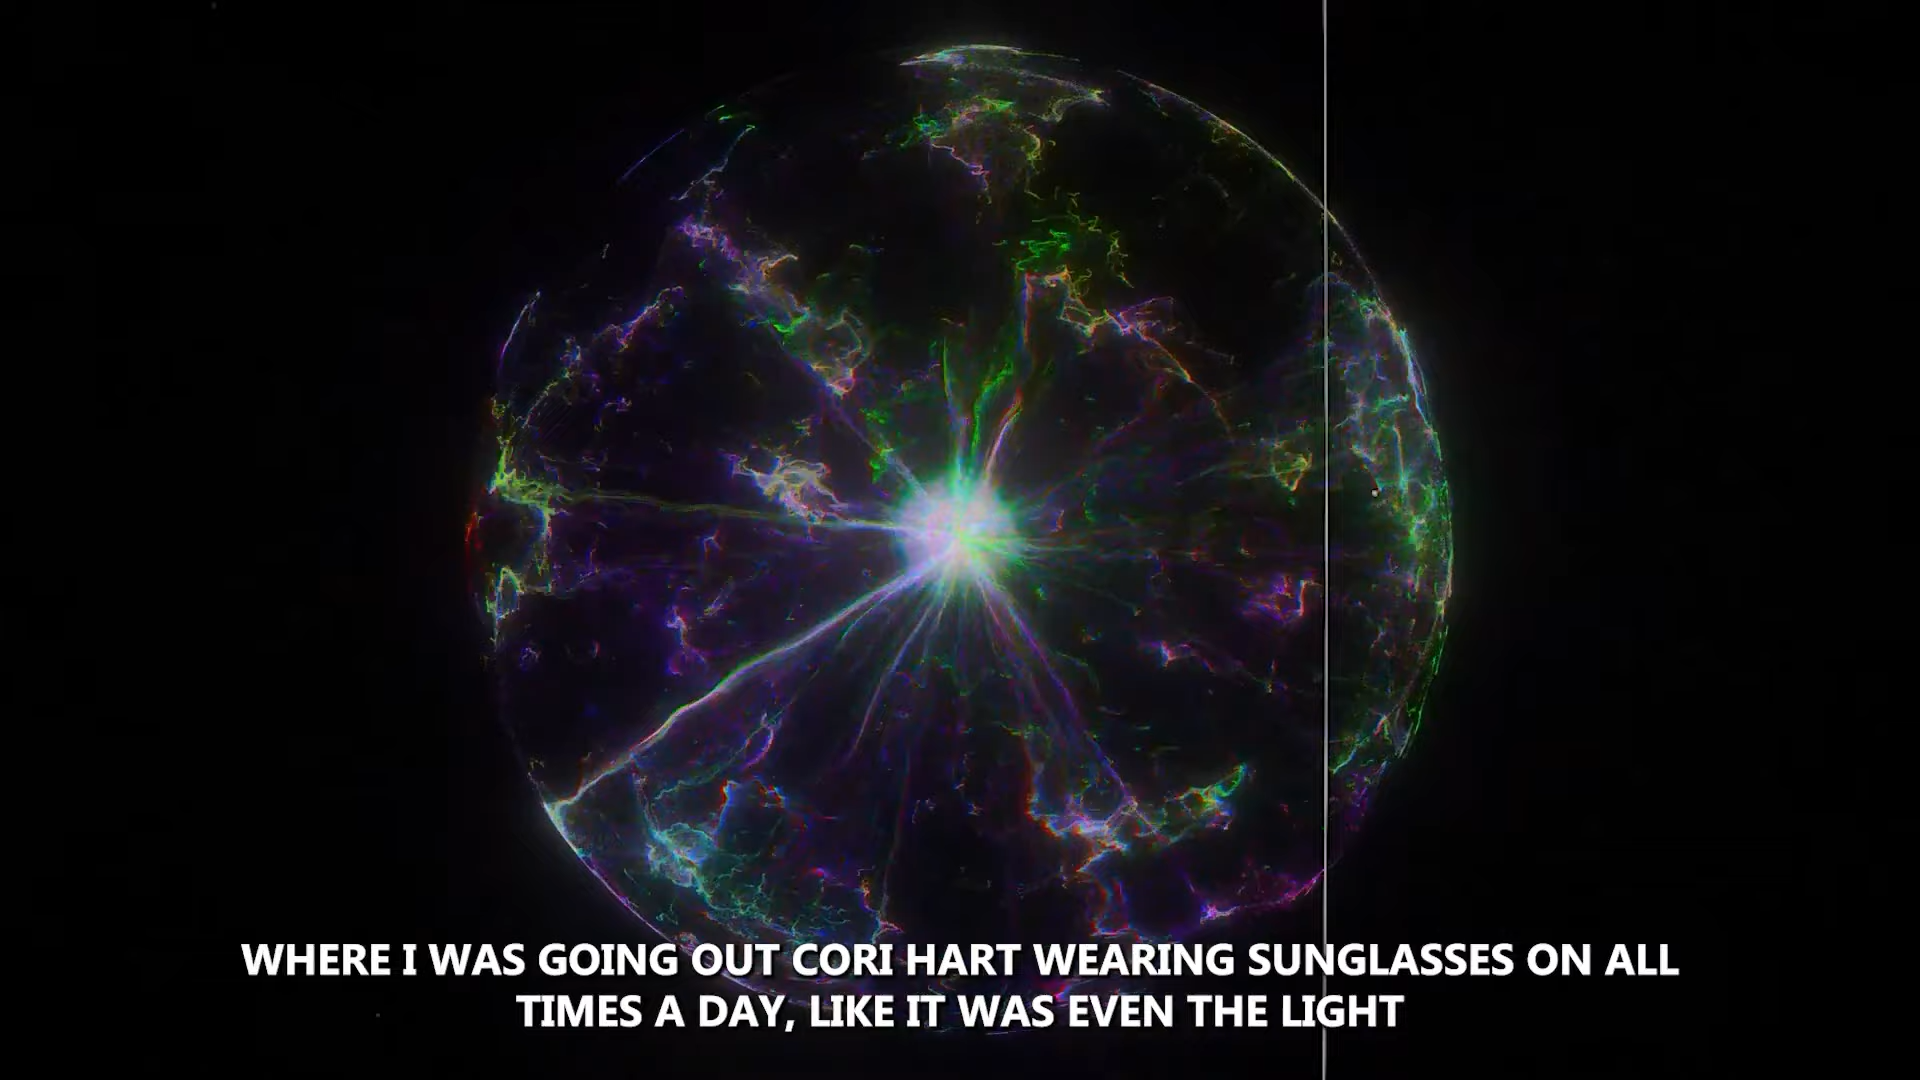 WHERE I WAS GOING OUT CORI HART WEARING SUNGLASSES ON ALL
TIMES A DAY, LIKE IT WAS EVEN THE LIGHT